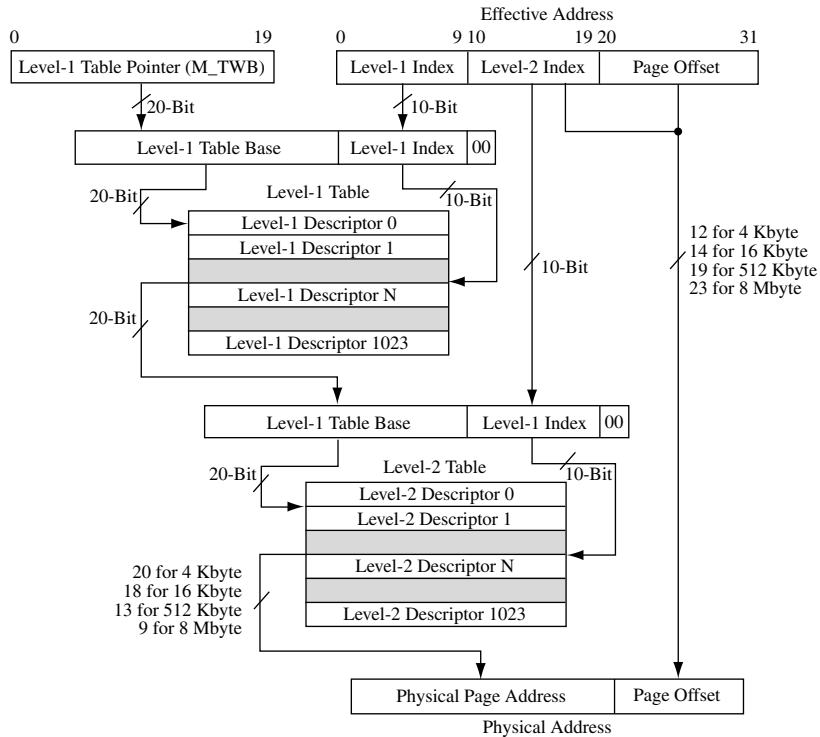 Effective Address
0 19 0 9 10 19 20 31
Level-1 Table Pointer (M_TWB) Level-1 Index Level-2 Index Page Offset
20-Bit 10-Bit
Level-1 Table Base Level-1 Index 00
20-Bit Level-1 Table 10-Bit
Level-1 Descriptor 0
Level-1 Descriptor 1
12 for 4 Kbyte
14 for 16 Kbyte
19 for 512 Kbyte
23 for 8 Mbyte
10-Bit
Level-1 Descriptor N
20-Bit
Level-1 Descriptor 1023
Level-1 Table Base Level-1 Index 00
20-Bit Level-2 Table 10-Bit
Level-2 Descriptor 0
Level-2 Descriptor 1
Level-2 Descriptor N
20 for 4 Kbyte
18 for 16 Kbyte
13 for 512 Kbyte
9 for 8 Mbyte
Level-2 Descriptor 1023
Physical Page Address Page Offset
Physical Address